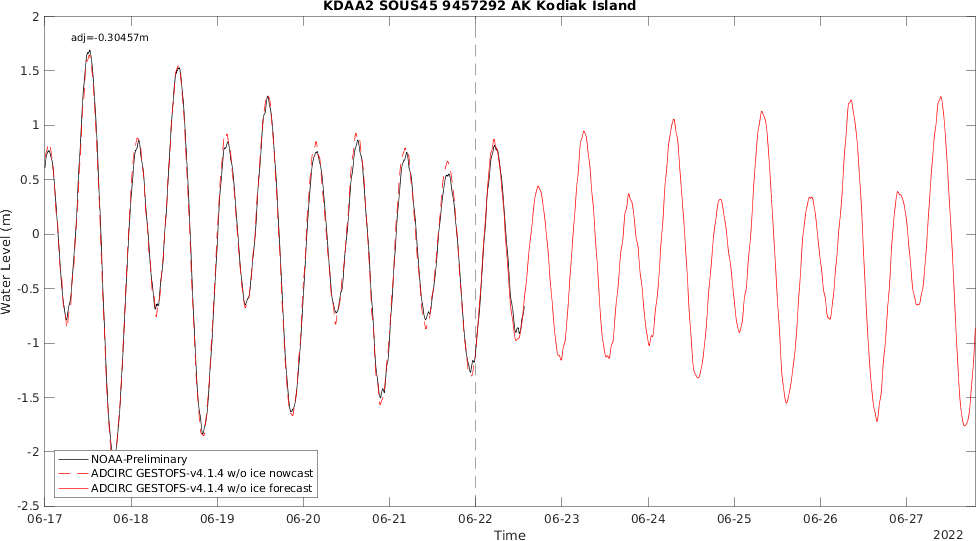 KDAA2 SOUS45 9457292 AK Kodiak Island
adj=-0.30457m
2
1.5
1
0.5
0
-0.5
-1
-1.5
-2
-2.5
Water Level (m)
NOAA-Preliminary
ADCIRC GESTOFS-v4.1.4 w/o ice nowcast
ADCIRC GESTOFS-v4.1.4 w/o ice forecast
06-17 06-18 06-19 06-20 06-21 06-22 06-23 06-24 06-25 06-26 06-27
Time
2022